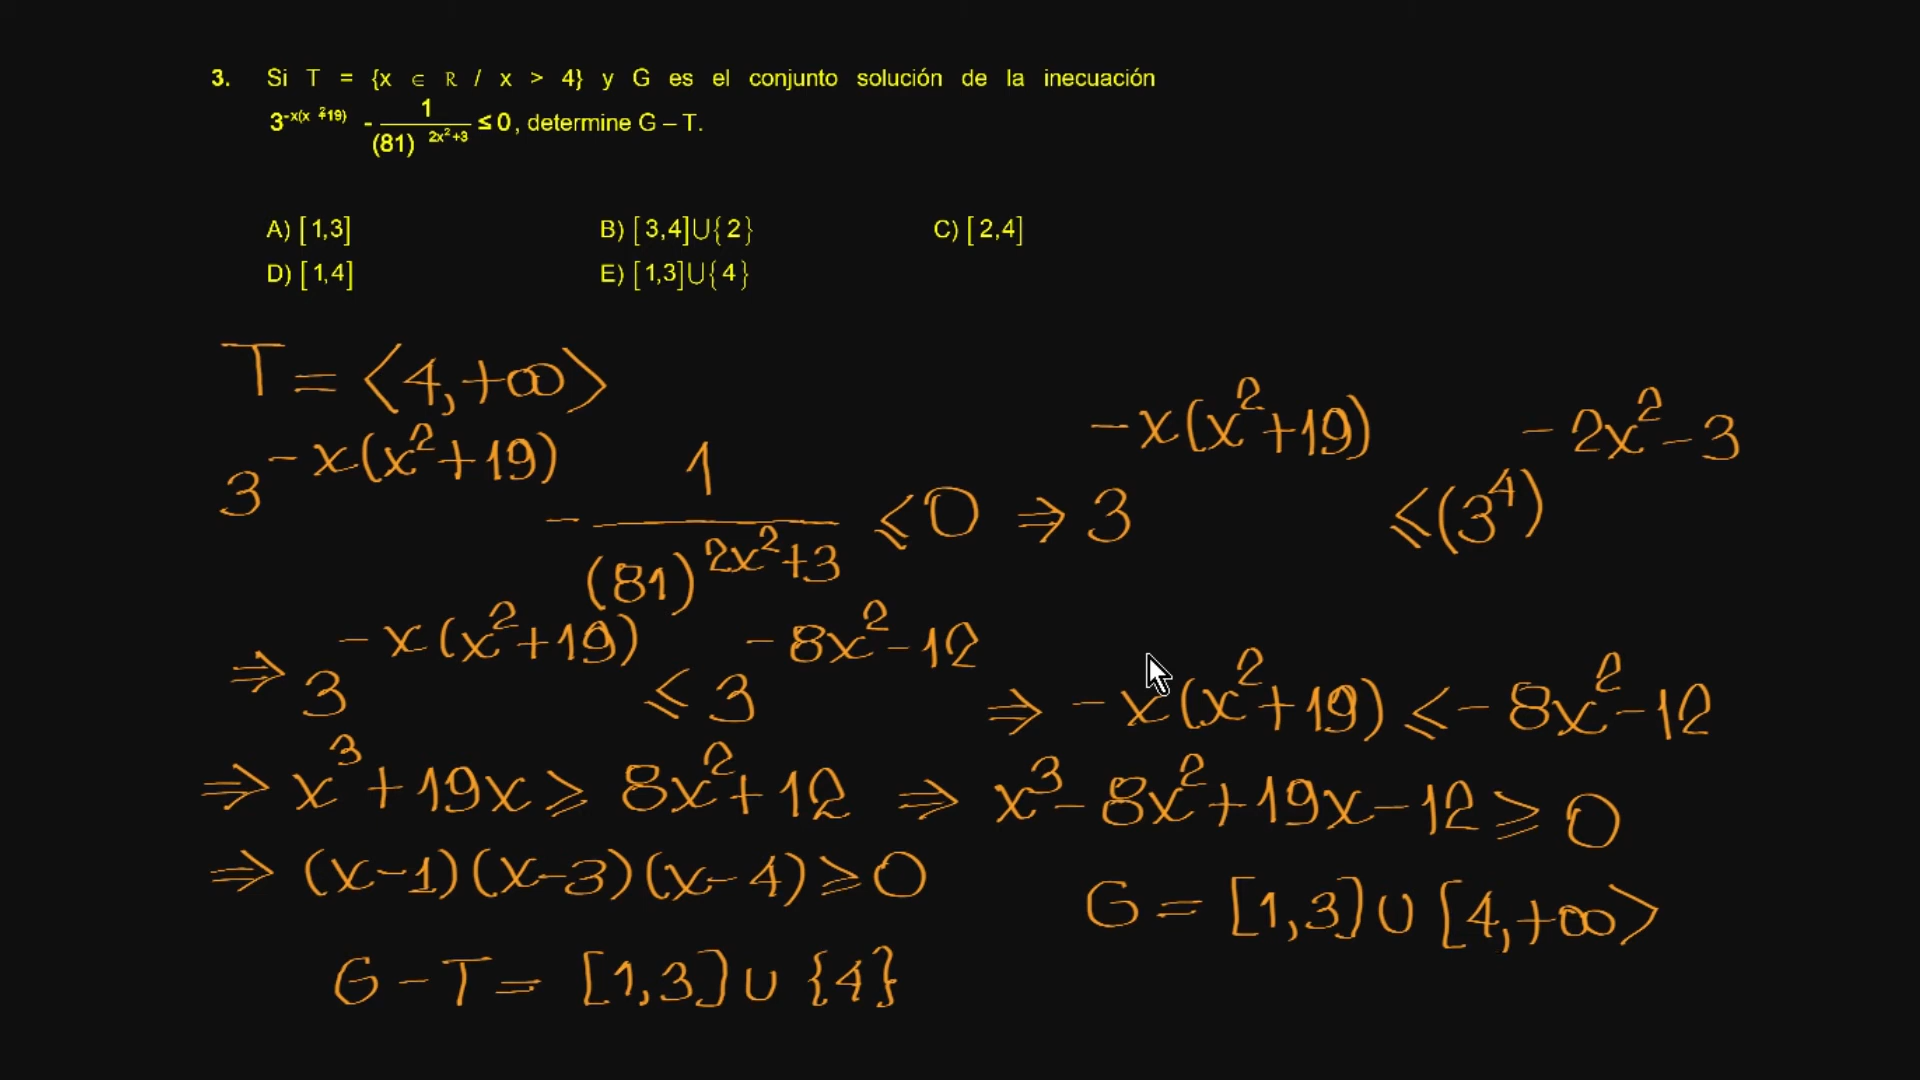 3. Si T = {x ∈ ℝ / x > 4} y G es el conjunto solución de la inecuación
3^{-x(x²+19)} - 1/(81)^{2x²+3} ≤ 0, determine G – T.
A) [1,3] B) [3,4]∪{2} C) [2,4]
D) [1,4] E) [1,3]∪{4}
T = ⟨4,+∞⟩
3^{-x(x²+19)} - 1/(81)^{2x²+3} ≤ 0 ⇒ 3^{-x(x²+19)} ≤ (3⁴)^{-2x²-3}
⇒ 3^{-x(x²+19)} ≤ 3^{-8x²-12} ⇒ -x(x²+19) ≤ -8x²-12
⇒ x³+19x ≥ 8x²+12 ⇒ x³-8x²+19x-12 ≥ 0
⇒ (x-1)(x-3)(x-4) ≥ 0 G = [1,3] ∪ [4,+∞⟩
G - T = [1,3] ∪ {4}